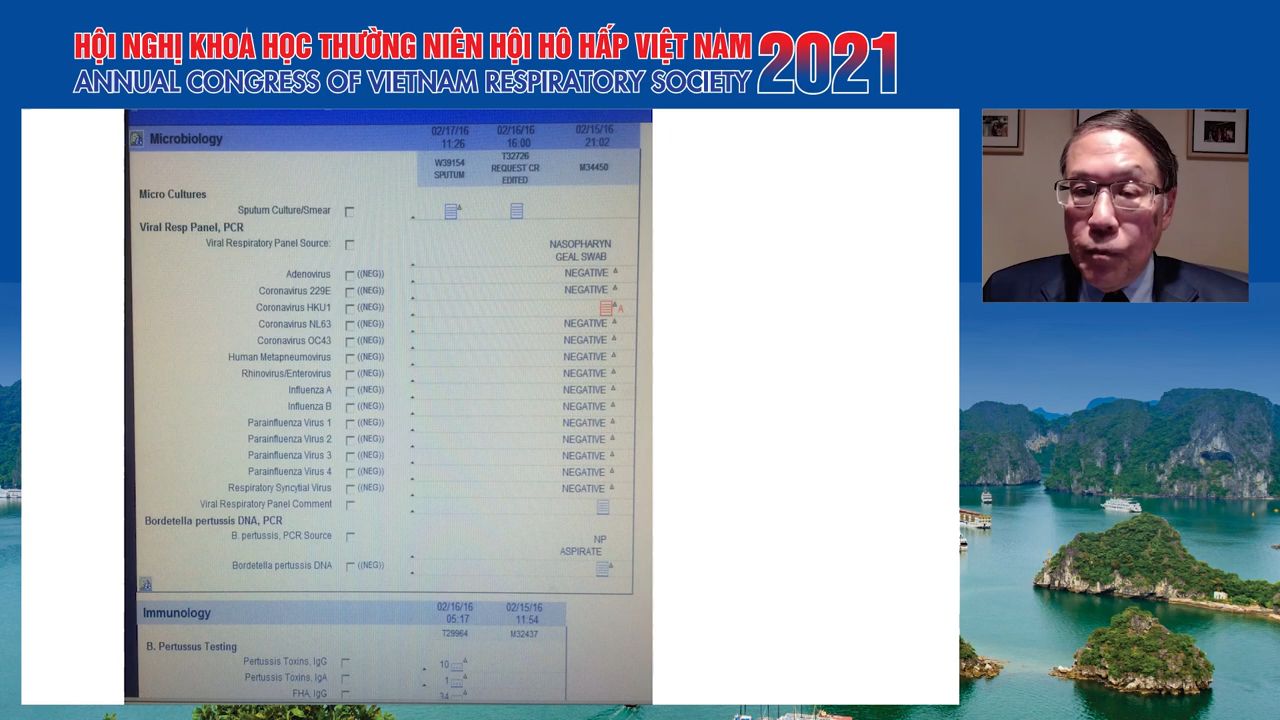 HỘI NGHỊ KHOA HỌC THƯỜNG NIÊN HỘI HÔ HẤP VIỆT NAM 2021
ANNUAL CONGRESS OF VIETNAM RESPIRATORY SOCIETY
Microbiology
02/17/16 02/16/16 02/15/16
11:26 16:00 21:02
W39154 T32726 M34450
SPUTUM REQUEST CR
EDITED
Micro Cultures
Sputum Culture/Smear
Viral Resp Panel, PCR
Viral Respiratory Panel Source: NASOPHARYN
GEAL SWAB
Adenovirus ((NEG)) NEGATIVE
Coronavirus 229E ((NEG)) NEGATIVE
Coronavirus HKU1 ((NEG)) A
Coronavirus NL63 ((NEG)) NEGATIVE
Coronavirus OC43 ((NEG)) NEGATIVE
Human Metapneumovirus ((NEG)) NEGATIVE
Rhinovirus/Enterovirus ((NEG)) NEGATIVE
Influenza A ((NEG)) NEGATIVE
Influenza B ((NEG)) NEGATIVE
Parainfluenza Virus 1 ((NEG)) NEGATIVE
Parainfluenza Virus 2 ((NEG)) NEGATIVE
Parainfluenza Virus 3 ((NEG)) NEGATIVE
Parainfluenza Virus 4 ((NEG)) NEGATIVE
Respiratory Syncytial Virus ((NEG)) NEGATIVE
Viral Respiratory Panel Comment
Bordetella pertussis DNA, PCR
B. pertussis, PCR Source NP
ASPIRATE
Bordetella pertussis DNA ((NEG))
Immunology
02/16/16 02/15/16
05:17 11:54
T29964 M32437
B. Pertussus Testing
Pertussis Toxins, IgG 10
Pertussis Toxins, IgA 1
FHA, IgG